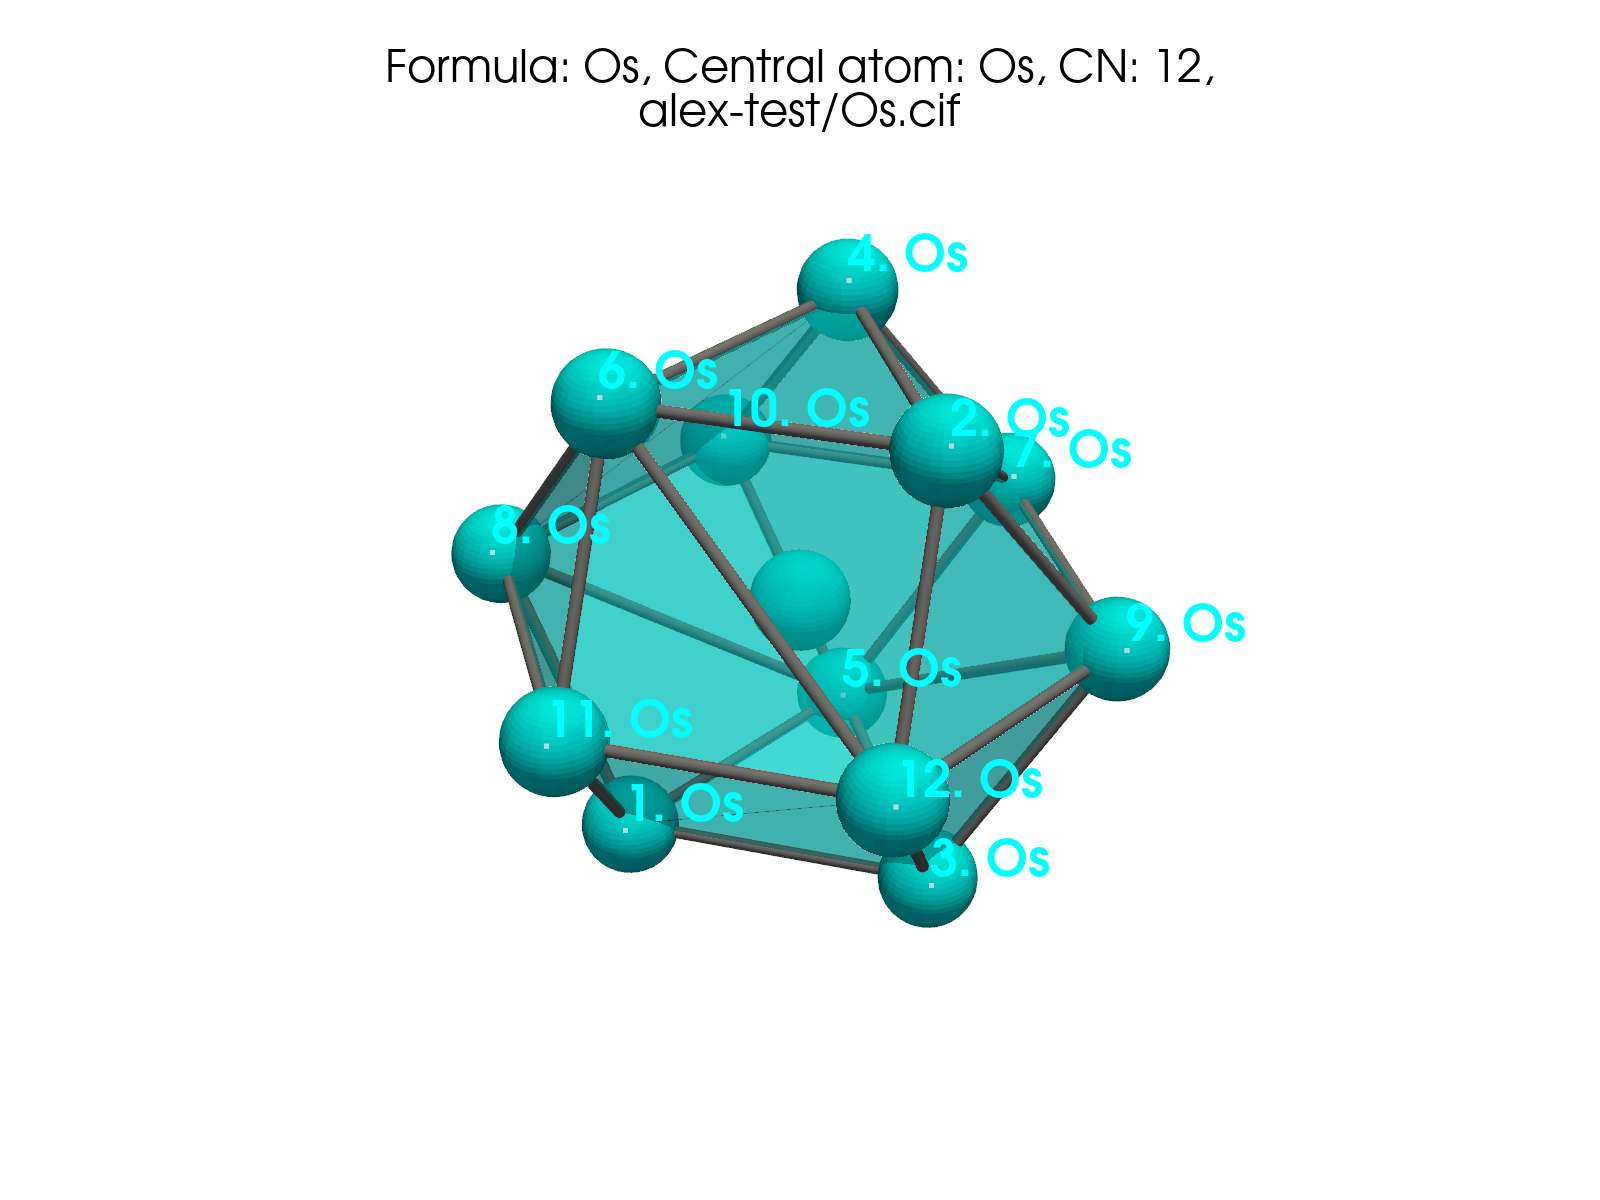 Formula: Os, Central atom: Os, CN: 12,
alex-test/Os.cif
4. Os
6. Os
10. Os
2. Os
7. Os
8. Os
9. Os
5. Os
11. Os
12. Os
1. Os
3. Os